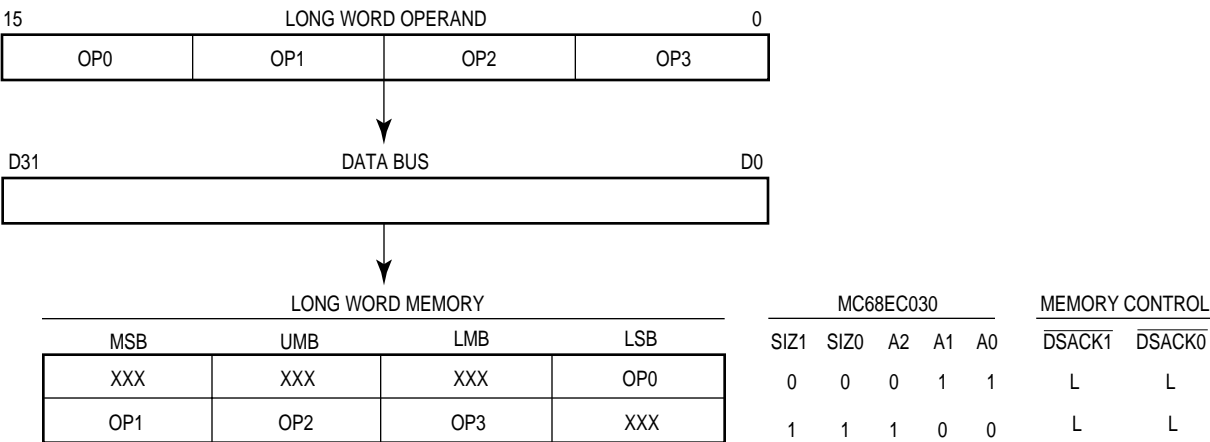 15 LONG WORD OPERAND 0
OP0 OP1 OP2 OP3
D31 DATA BUS D0
LONG WORD MEMORY MC68EC030 MEMORY CONTROL
MSB UMB LMB LSB SIZ1 SIZ0 A2 A1 A0 DSACK1 DSACK0
XXX XXX XXX OP0 0 0 0 1 1 L L
OP1 OP2 OP3 XXX 1 1 1 0 0 L L